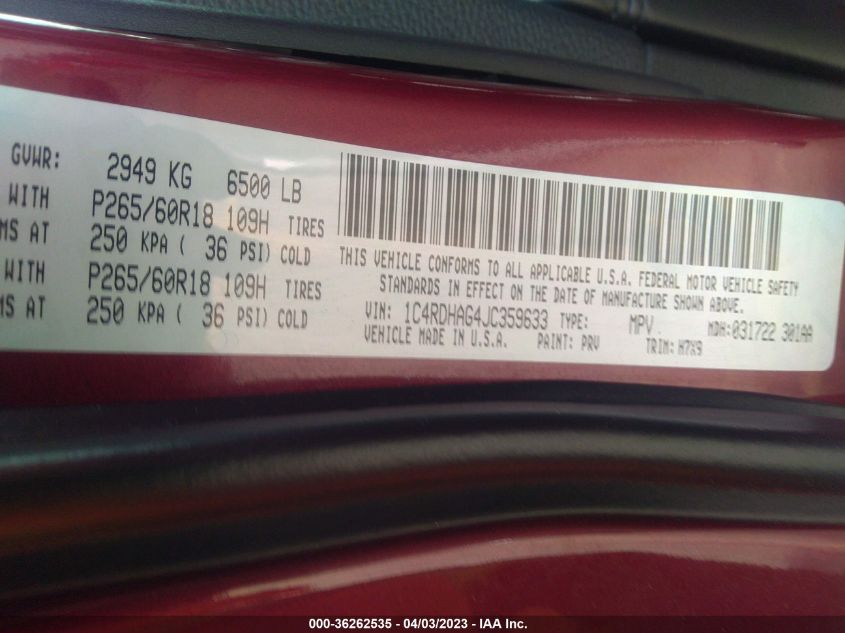 GVWR: 2949 KG 6500 LB
WITH P265/60R18 109H TIRES
MS AT 250 KPA ( 36 PSI) COLD
WITH P265/60R18 109H TIRES
MS AT 250 KPA ( 36 PSI) COLD
THIS VEHICLE CONFORMS TO ALL APPLICABLE U.S.A. FEDERAL MOTOR VEHICLE SAFETY
STANDARDS IN EFFECT ON THE DATE OF MANUFACTURE SHOWN ABOVE.
VIN: 1C4RDHAG4JC359633 TYPE: MPV MDH:031722 301AA
VEHICLE MADE IN U.S.A. PAINT: PRV TRIM: H7X9
000-36262535 - 04/03/2023 - IAA Inc.